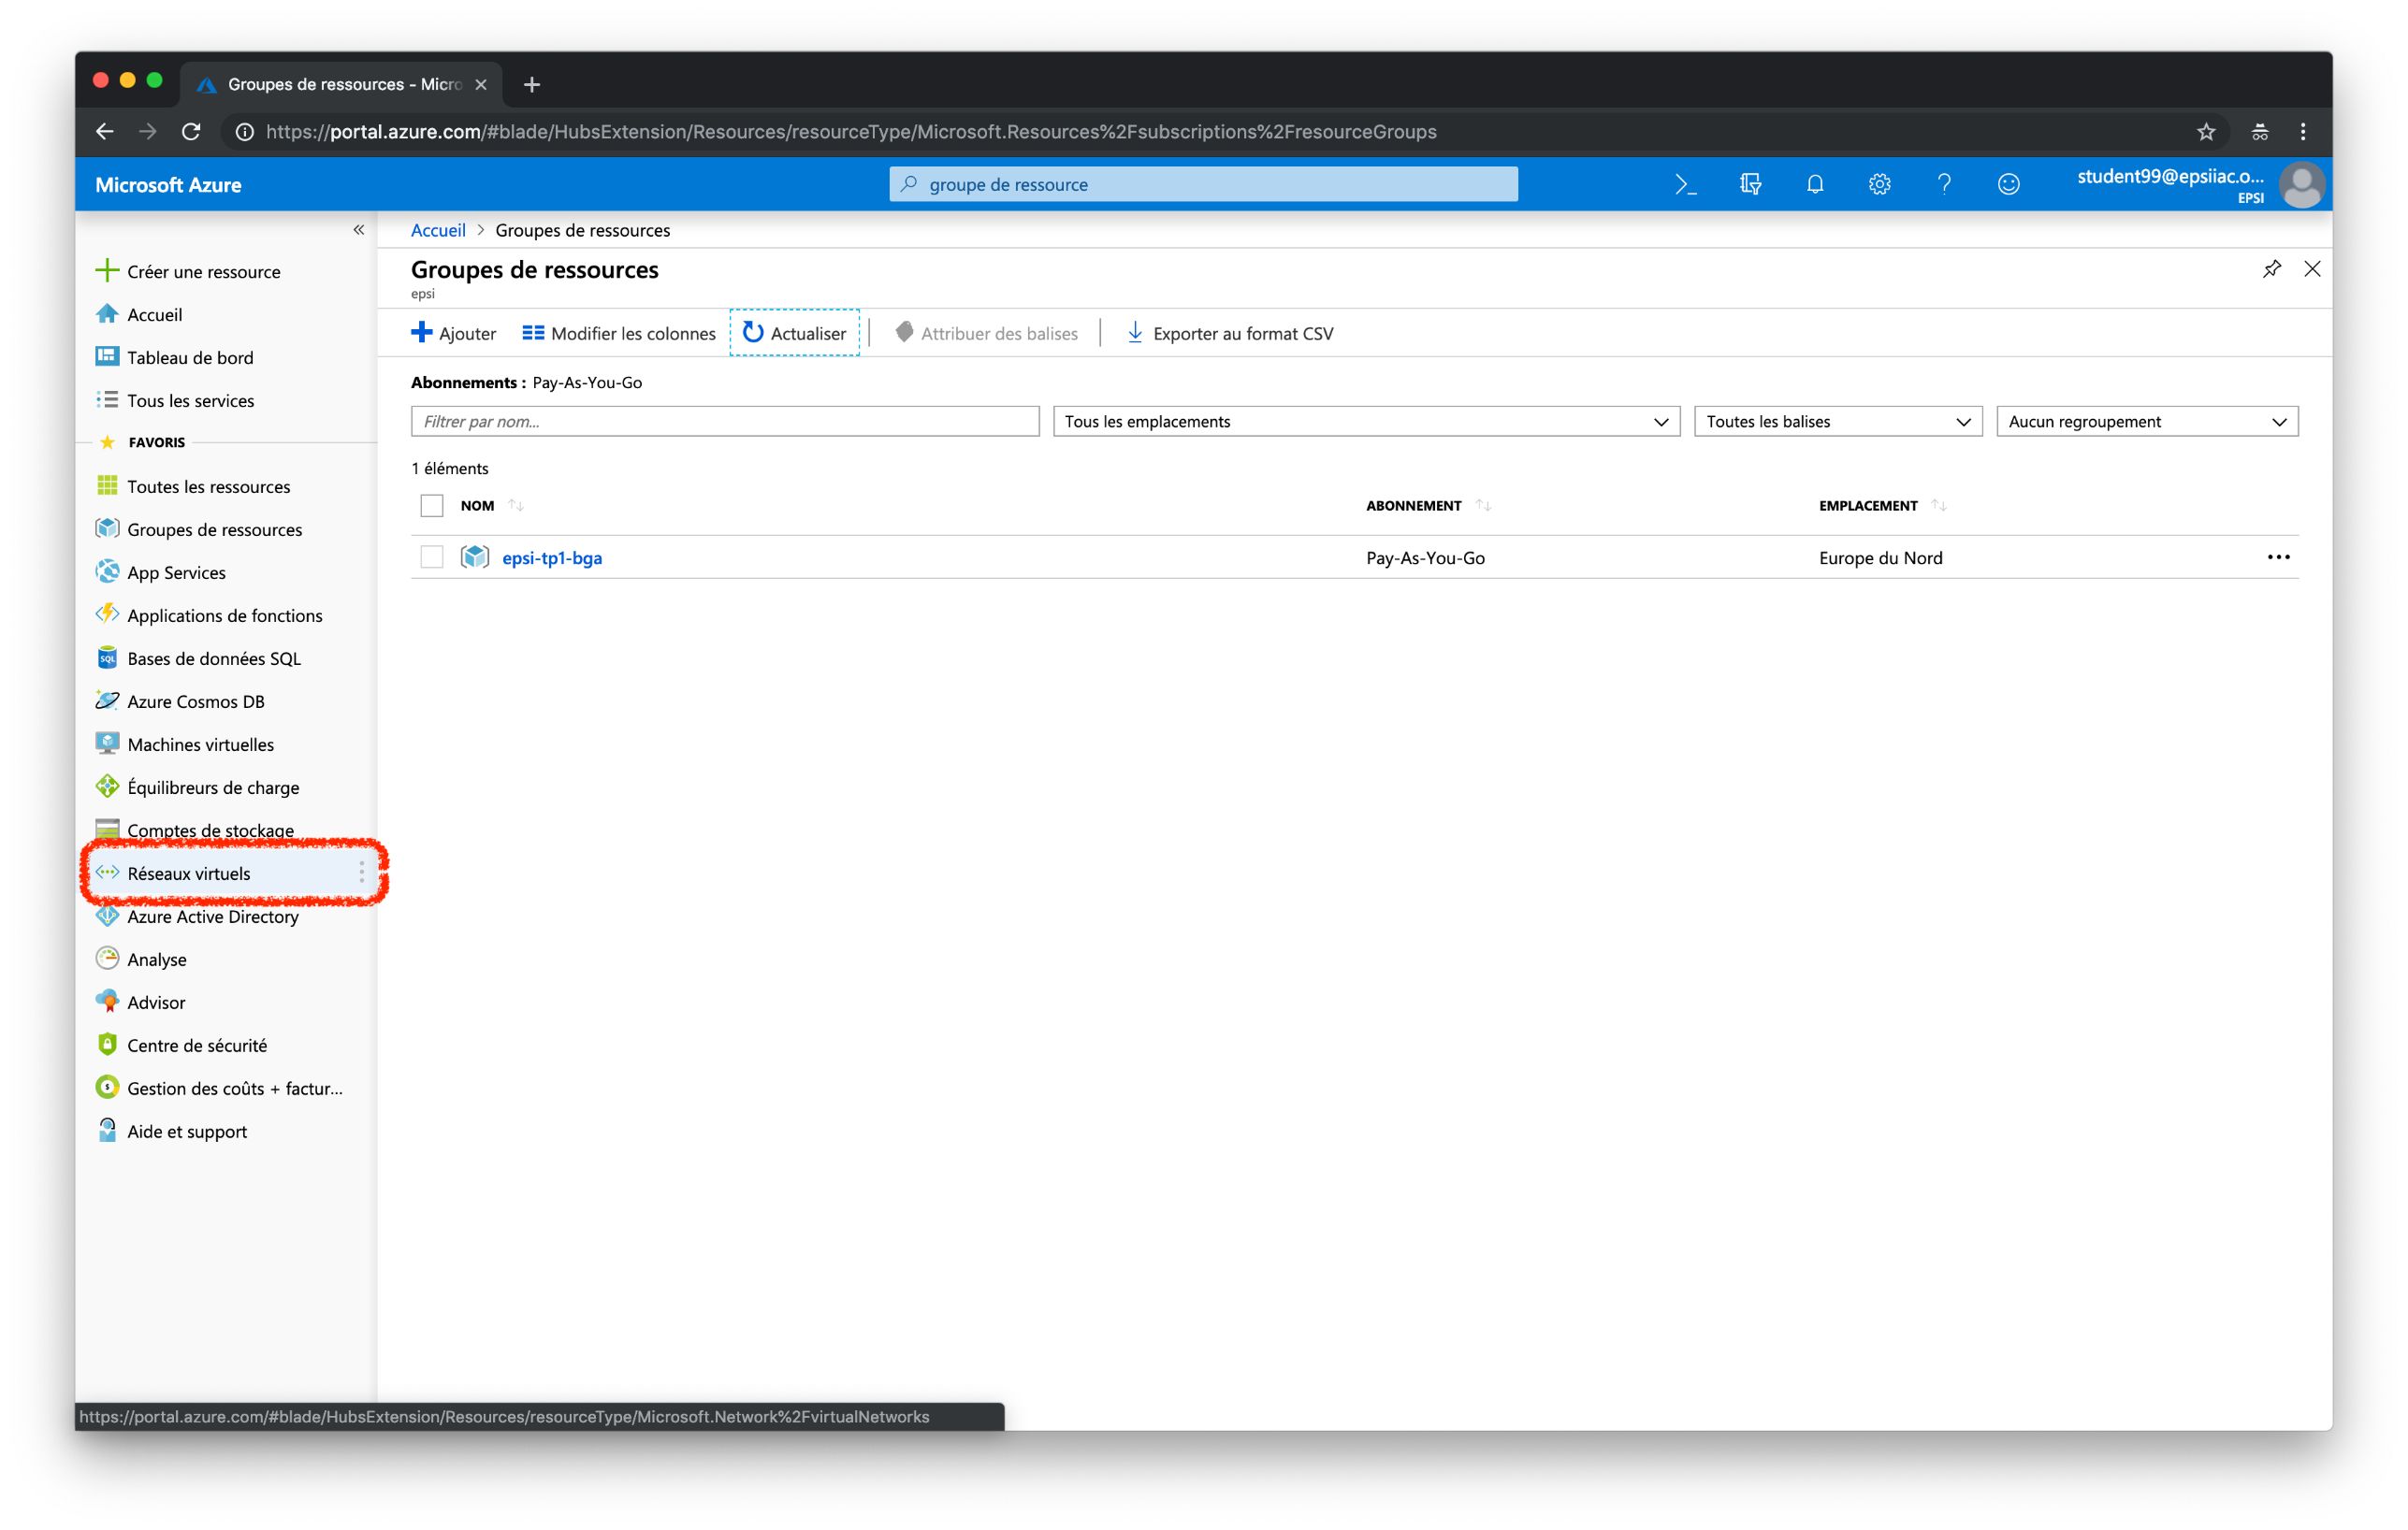 Groupes de ressources - Micro
https://portal.azure.com/#blade/HubsExtension/Resources/resourceType/Microsoft.Resources%2Fsubscriptions%2FresourceGroups
Microsoft Azure
groupe de ressource
student99@epsiiac.o...
EPSI
Créer une ressource
Accueil
Tableau de bord
Tous les services
FAVORIS
Toutes les ressources
Groupes de ressources
App Services
Applications de fonctions
Bases de données SQL
Azure Cosmos DB
Machines virtuelles
Équilibreurs de charge
Comptes de stockage
Réseaux virtuels
Azure Active Directory
Analyse
Advisor
Centre de sécurité
Gestion des coûts + factur...
Aide et support
Accueil > Groupes de ressources
Groupes de ressources
epsi
Ajouter Modifier les colonnes Actualiser Attribuer des balises Exporter au format CSV
Abonnements : Pay-As-You-Go
Filtrer par nom... Tous les emplacements Toutes les balises Aucun regroupement
1 éléments
NOM ABONNEMENT EMPLACEMENT
epsi-tp1-bga Pay-As-You-Go Europe du Nord
https://portal.azure.com/#blade/HubsExtension/Resources/resourceType/Microsoft.Network%2FvirtualNetworks